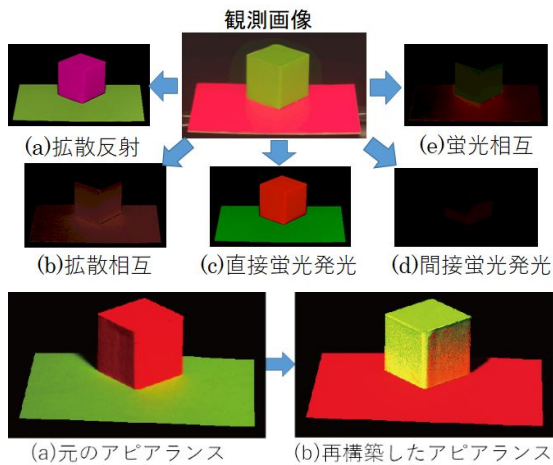 観測画像
(a)拡散反射
(e)蛍光相互
(b)拡散相互
(c)直接蛍光発光
(d)間接蛍光発光
(a)元のアピアランス
(b)再構築したアピアランス